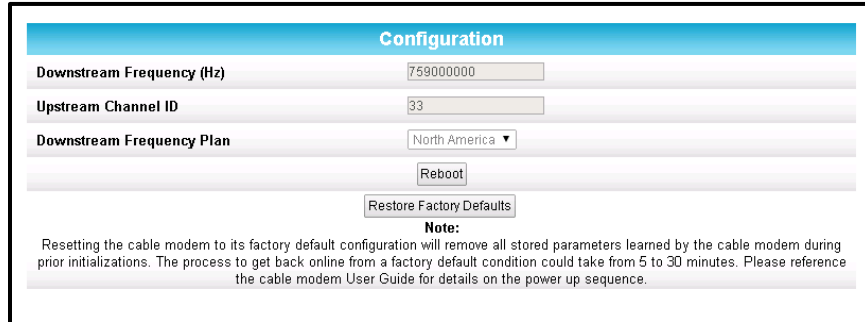 Configuration
Downstream Frequency (Hz) 759000000
Upstream Channel ID 33
Downstream Frequency Plan North America
Reboot
Restore Factory Defaults
Note:
Resetting the cable modem to its factory default configuration will remove all stored parameters learned by the cable modem during
prior initializations. The process to get back online from a factory default condition could take from 5 to 30 minutes. Please reference
the cable modem User Guide for details on the power up sequence.